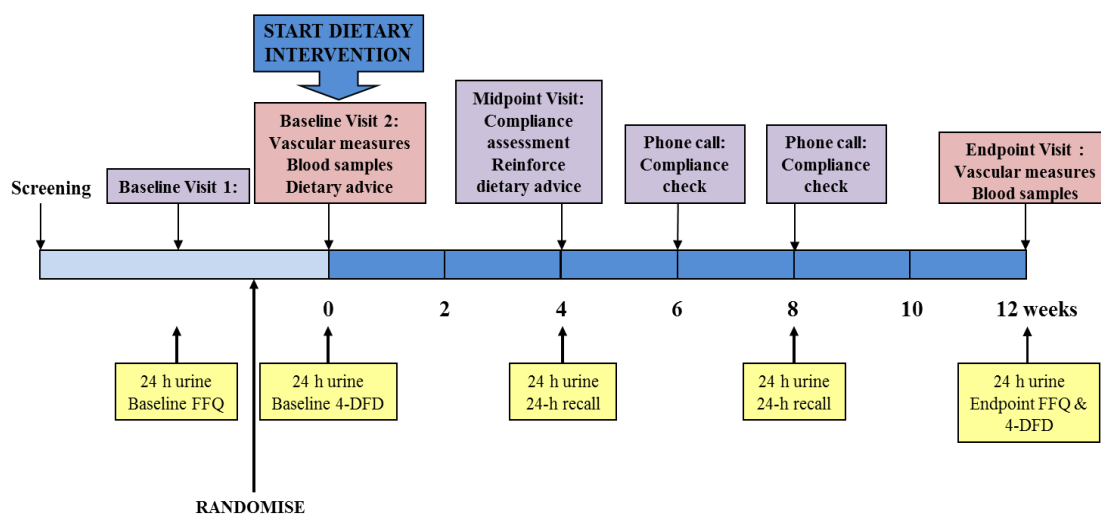 START DIETARY
INTERVENTION
Screening
Baseline Visit 1:
Baseline Visit 2:
Vascular measures
Blood samples
Dietary advice
Midpoint Visit:
Compliance
assessment
Reinforce
dietary advice
Phone call:
Compliance
check
Phone call:
Compliance
check
Endpoint Visit :
Vascular measures
Blood samples
0
2
4
6
8
10
12 weeks
24 h urine
Baseline FFQ
24 h urine
Baseline 4-DFD
24 h urine
24-h recall
24 h urine
24-h recall
24 h urine
Endpoint FFQ &
4-DFD
RANDOMISE